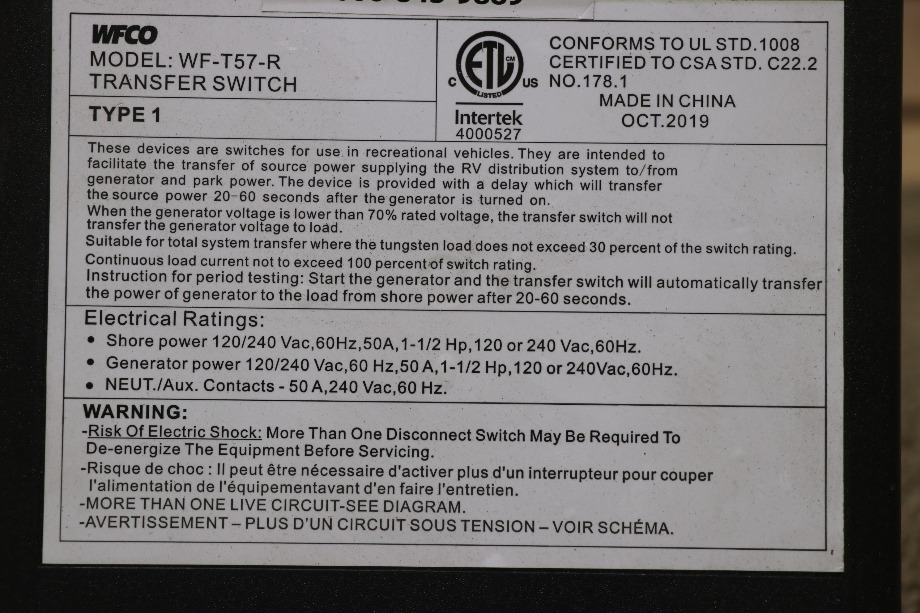 WFCO
MODEL: WF-T57-R
TRANSFER SWITCH
TYPE 1
C ETL CM US
LISTED
Intertek
4000527
CONFORMS TO UL STD.1008
CERTIFIED TO CSA STD. C22.2
NO.178.1
MADE IN CHINA
OCT.2019
These devices are switches for use in recreational vehicles. They are intended to
facilitate the transfer of source power supplying the RV distribution system to/from
generator and park power. The device is provided with a delay which will transfer
the source power 20-60 seconds after the generator is turned on.
When the generator voltage is lower than 70% rated voltage, the transfer switch will not
transfer the generator voltage to load.
Suitable for total system transfer where the tungsten load does not exceed 30 percent of the switch rating.
Continuous load current not to exceed 100 percent of switch rating.
Instruction for period testing: Start the generator and the transfer switch will automatically transfer
the power of generator to the load from shore power after 20-60 seconds.
Electrical Ratings:
• Shore power 120/240 Vac,60Hz,50A,1-1/2 Hp,120 or 240 Vac,60Hz.
• Generator power 120/240 Vac,60 Hz,50 A,1-1/2 Hp,120 or 240Vac,60Hz.
• NEUT./Aux. Contacts - 50 A,240 Vac,60 Hz.
WARNING:
-Risk Of Electric Shock: More Than One Disconnect Switch May Be Required To
De-energize The Equipment Before Servicing.
-Risque de choc : Il peut être nécessaire d'activer plus d'un interrupteur pour couper
l'alimentation de l'équipementavant d'en faire l'entretien.
-MORE THAN ONE LIVE CIRCUIT-SEE DIAGRAM.
-AVERTISSEMENT – PLUS D'UN CIRCUIT SOUS TENSION – VOIR SCHÉMA.